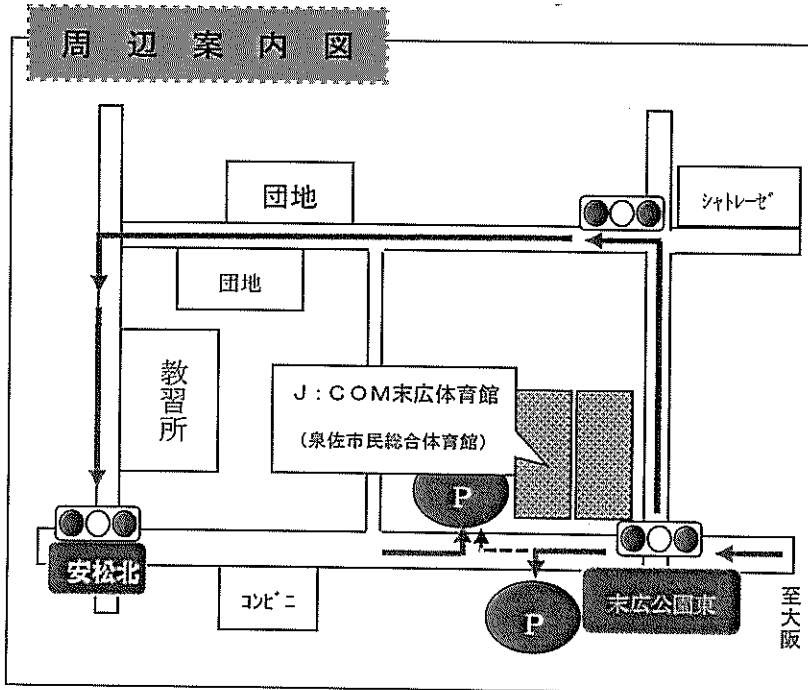 周辺案内図
団地
シャトレーゼ
団地
教習所
J:COM末広体育館
(泉佐市民総合体育館)
P
安松北
コンビニ
P
末広公園東
至大阪